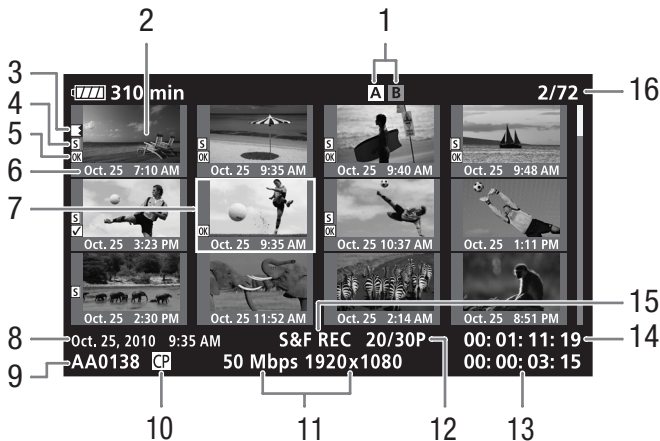 1
2
3
4
5
6
7
8
9
10
11
12
13
14
15
16
310 min
A B
2/72
S
OK
Oct. 25 7:10 AM
S
OK
Oct. 25 9:35 AM
S
OK
Oct. 25 9:40 AM
S
OK
Oct. 25 9:48 AM
S
Oct. 25 3:23 PM
OK
Oct. 25 9:35 AM
S
OK
Oct. 25 10:37 AM
Oct. 25 1:11 PM
S
Oct. 25 2:30 PM
Oct. 25 11:52 AM
Oct. 25 2:14 AM
Oct. 25 8:51 PM
Oct. 25, 2010 9:35 AM
S&F REC 20/30P
00: 01: 11: 19
AA0138 CP
50 Mbps 1920x1080
00: 00: 03: 15